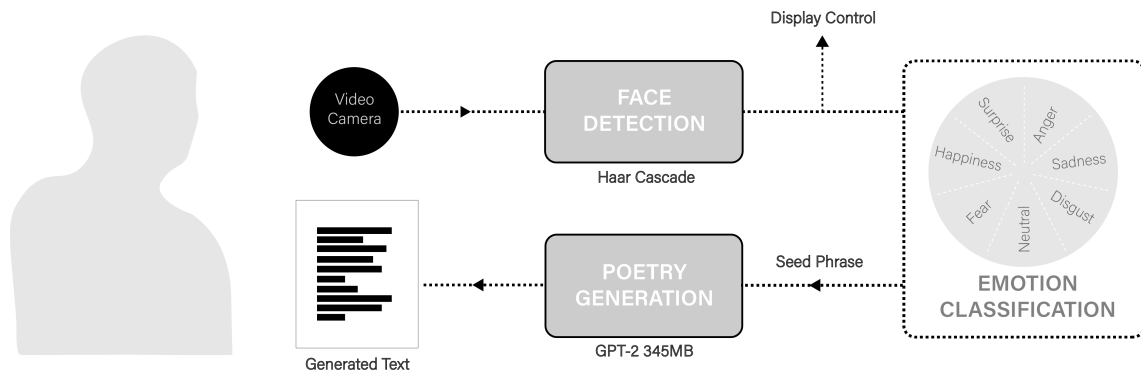 Display Control
Video
Camera
FACE
DETECTION
Haar Cascade
Surprise
Anger
Happiness
Sadness
Fear
Disgust
Neutral
EMOTION
CLASSIFICATION
Seed Phrase
POETRY
GENERATION
GPT-2 345MB
Generated Text